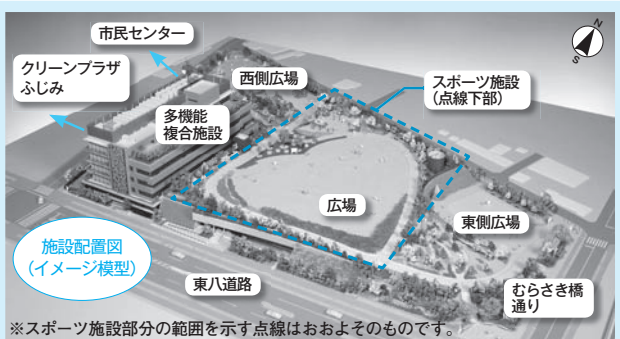 市民センター
N
S
クリーンプラザ
ふじみ
西側広場
スポーツ施設
(点線下部)
多機能
複合施設
広場
東側広場
施設配置図
(イメージ模型)
東八道路
むらさき橋
通り
※スポーツ施設部分の範囲を示す点線はおおよそのものです。